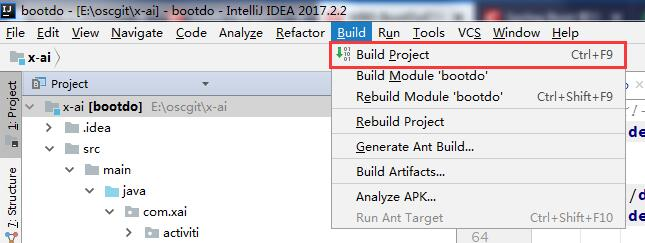 bootdo - [E:\oscgit\x-ai] - bootdo - IntelliJ IDEA 2017.2.2
File Edit View Navigate Code Analyze Refactor Build Run Tools VCS Window Help
x-ai
Build Project Ctrl+F9
Build Module 'bootdo'
Rebuild Module 'bootdo' Ctrl+Shift+F9
Rebuild Project
Generate Ant Build...
Build Artifacts...
Analyze APK...
Run Ant Target Ctrl+Shift+F10
1: Project
7: Structure
Project
x-ai [bootdo] E:\oscgit\x-ai
.idea
src
main
java
com.xai
activiti
de
/d
de
64